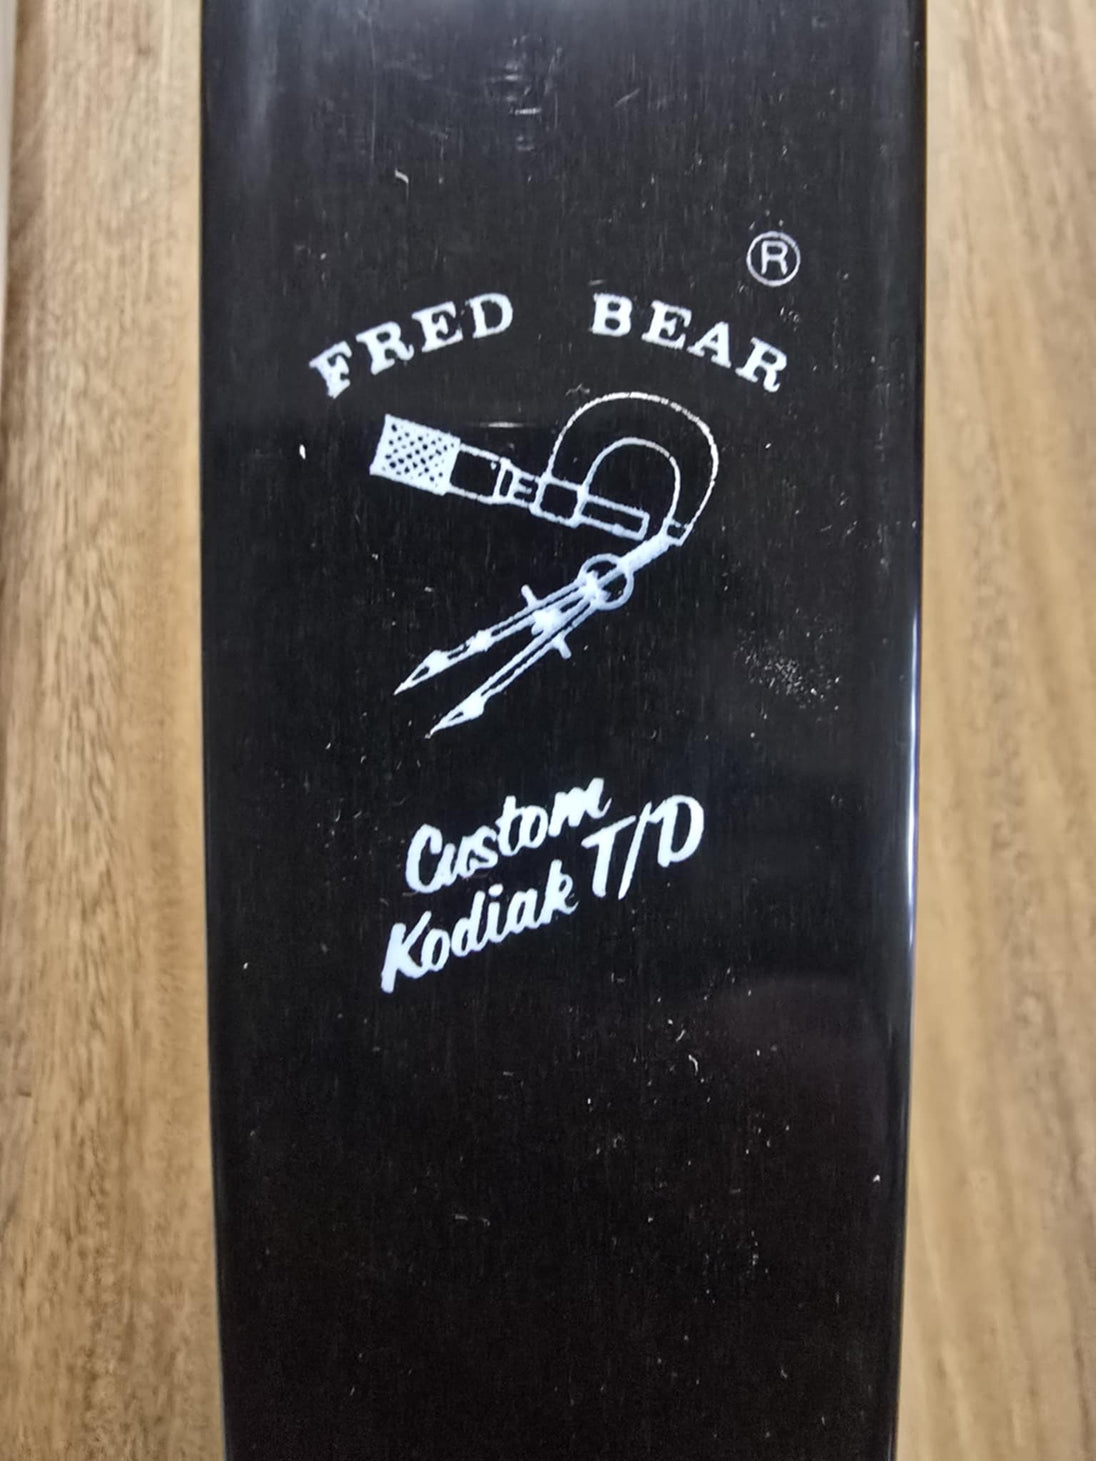 ®
FRED BEAR
Custom
Kodiak T/D